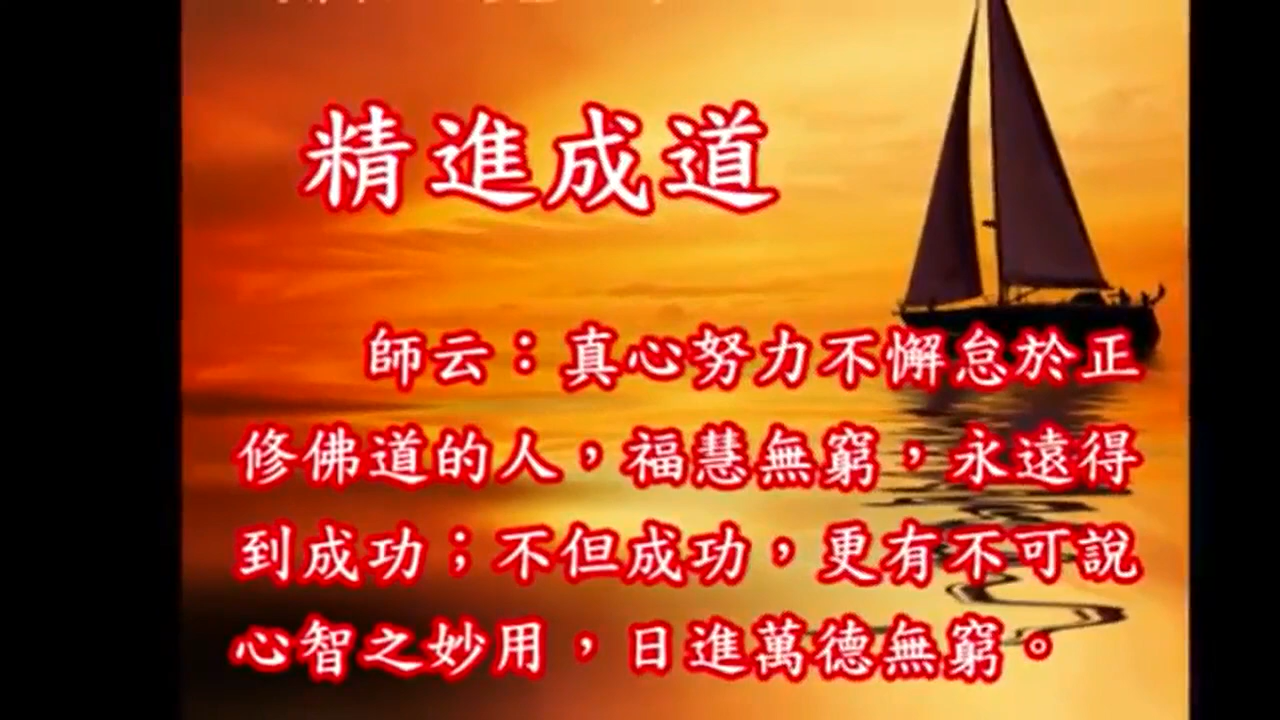 精進成道
師云：真心努力不懈怠於正
修佛道的人，福慧無窮，永遠得
到成功；不但成功，更有不可說
心智之妙用，日進萬德無窮。